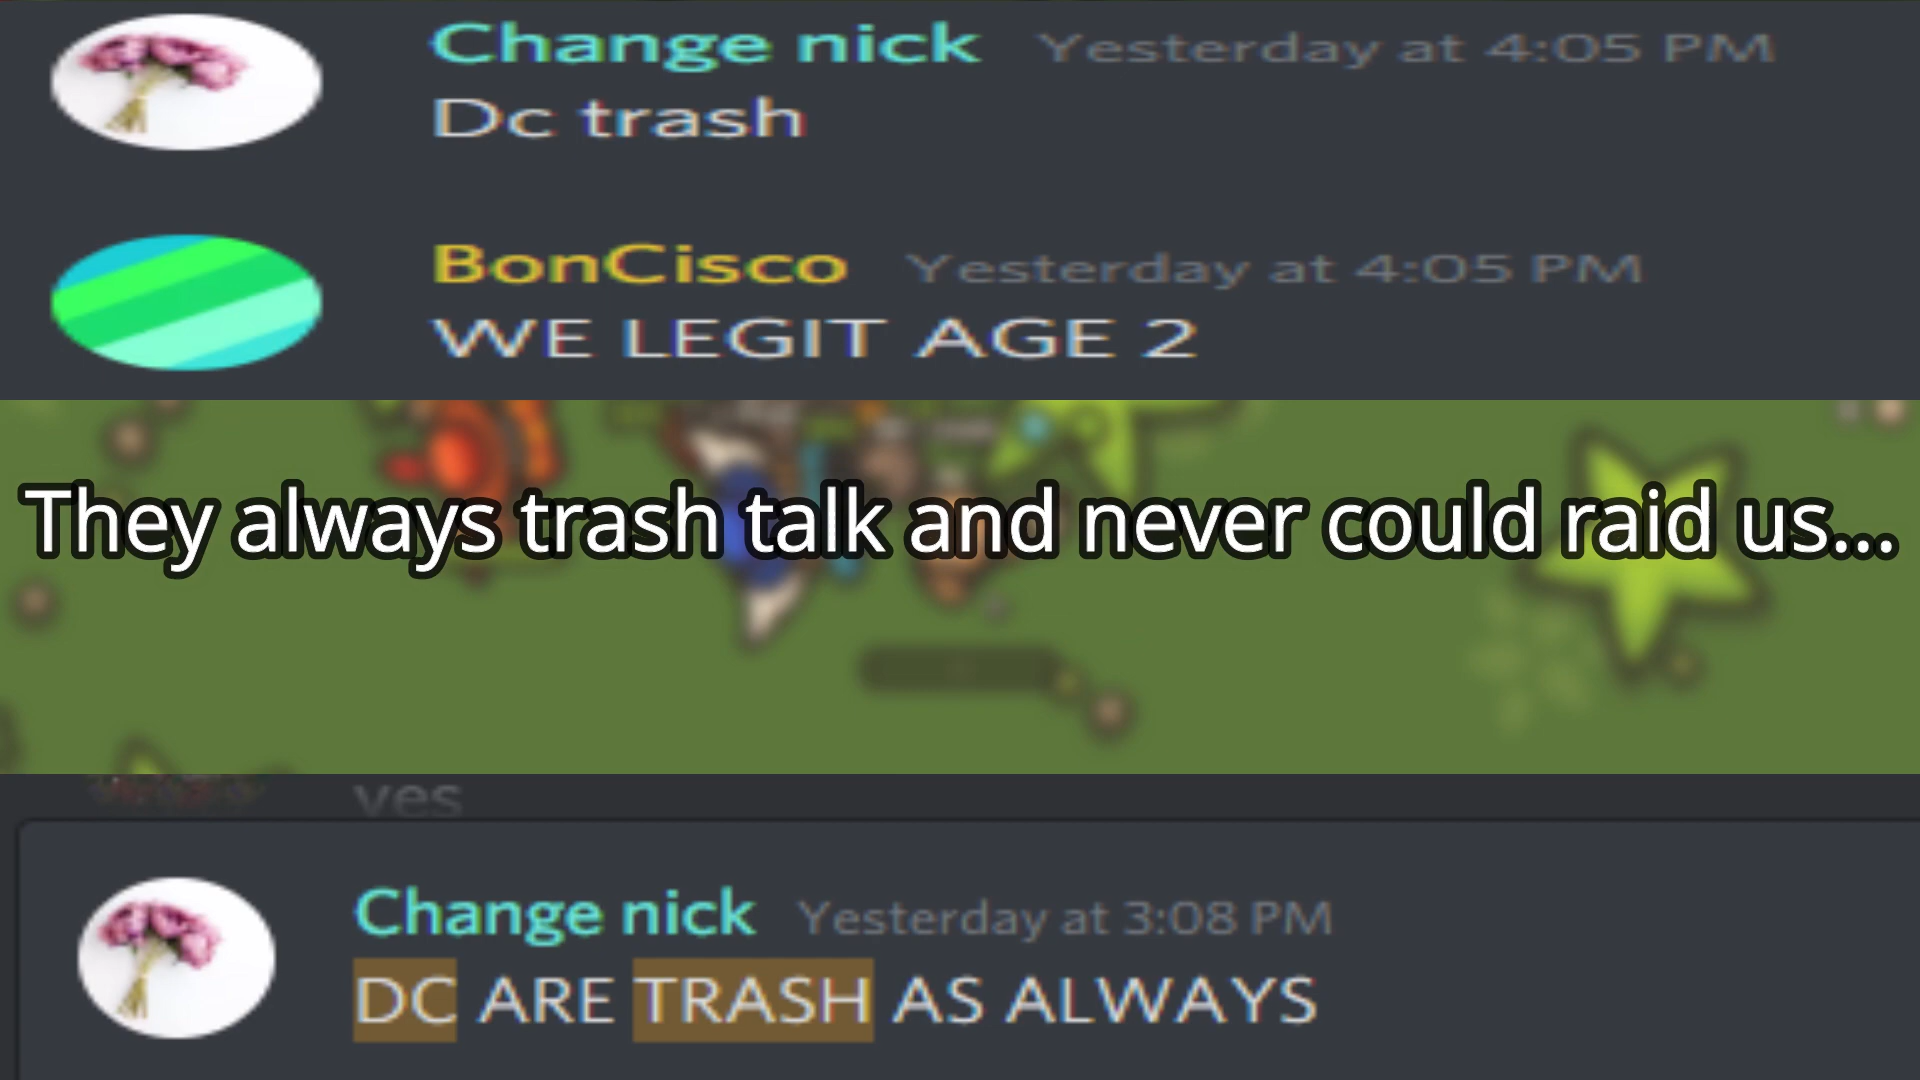 Change nick Yesterday at 4:05 PM
Dc trash
BonCisco Yesterday at 4:05 PM
WE LEGIT AGE 2
They always trash talk and never could raid us...
yes
Change nick Yesterday at 3:08 PM
DC ARE TRASH AS ALWAYS